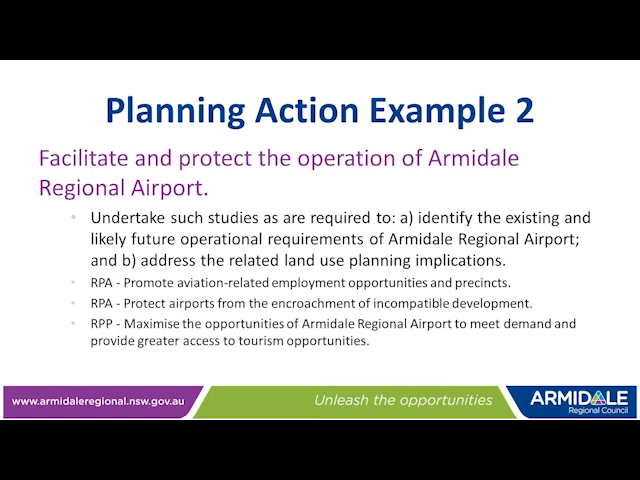 Planning Action Example 2
Facilitate and protect the operation of Armidale
Regional Airport.
• Undertake such studies as are required to: a) identify the existing and
likely future operational requirements of Armidale Regional Airport;
and b) address the related land use planning implications.
• RPA - Promote aviation-related employment opportunities and precincts.
• RPA - Protect airports from the encroachment of incompatible development.
• RPP - Maximise the opportunities of Armidale Regional Airport to meet demand and
provide greater access to tourism opportunities.
www.armidaleregional.nsw.gov.au
Unleash the opportunities
ARMIDALE
Regional Council